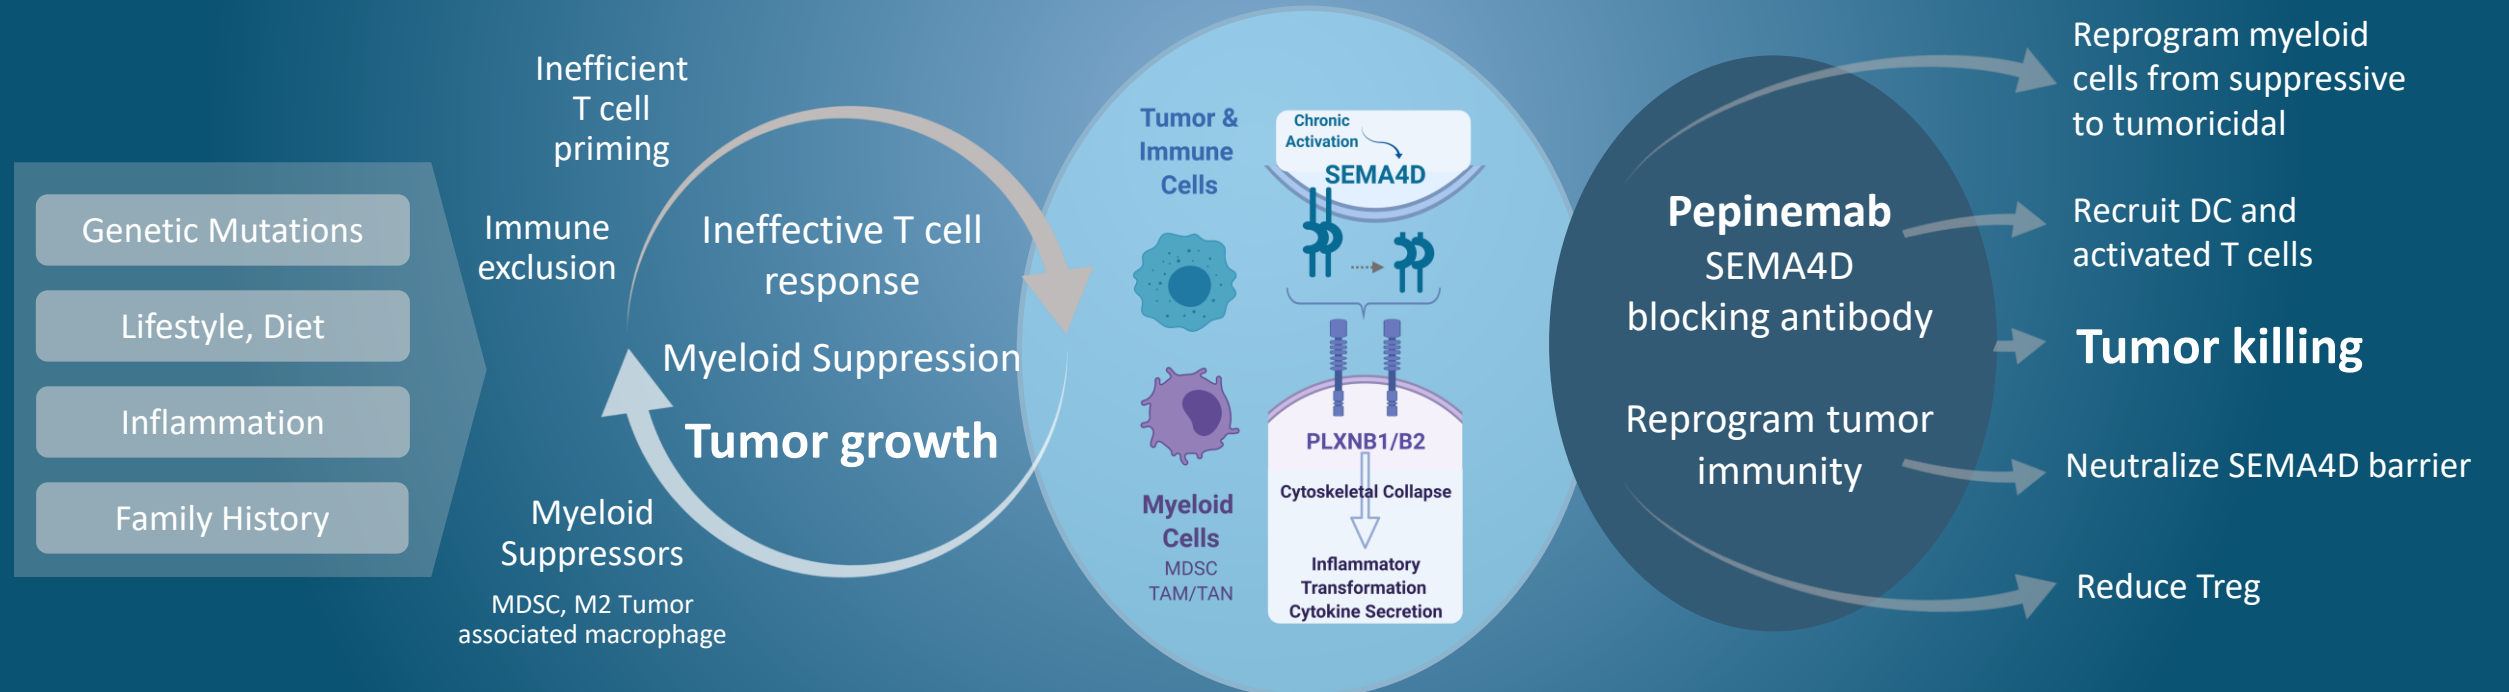 Genetic Mutations
Lifestyle, Diet
Inflammation
Family History
Inefficient
T cell
priming
Immune
exclusion
Myeloid
Suppressors
MDSC, M2 Tumor
associated macrophage
Ineffective T cell
response
Myeloid Suppression
Tumor growth
Tumor &
Immune
Cells
Chronic
Activation
SEMA4D
Myeloid
Cells
MDSC
TAM/TAN
PLXNB1/B2
Cytoskeletal Collapse
Inflammatory
Transformation
Cytokine Secretion
Pepinemab
SEMA4D
blocking antibody
Reprogram tumor
immunity
Reprogram myeloid
cells from suppressive
to tumoricidal
Recruit DC and
activated T cells
Tumor killing
Neutralize SEMA4D barrier
Reduce Treg